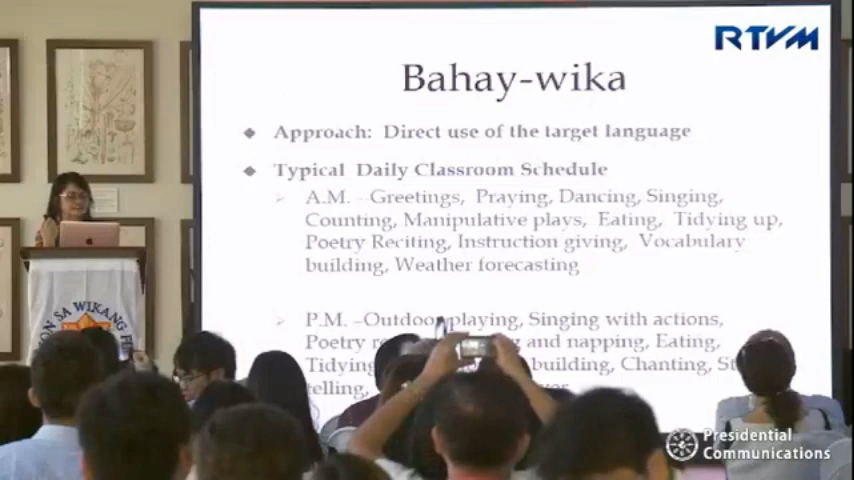 RTVM
Bahay-wika
◆ Approach: Direct use of the target language
◆ Typical Daily Classroom Schedule
➢ A.M. –Greetings, Praying, Dancing, Singing,
Counting, Manipulative plays, Eating, Tidying up,
Poetry Reciting, Instruction giving, Vocabulary
building, Weather forecasting
➢ P.M. –Outdoor playing, Singing with actions,
Poetry and napping, Eating,
Tidying building, Chanting,
telling,
SA WIKANG
Presidential
Communications